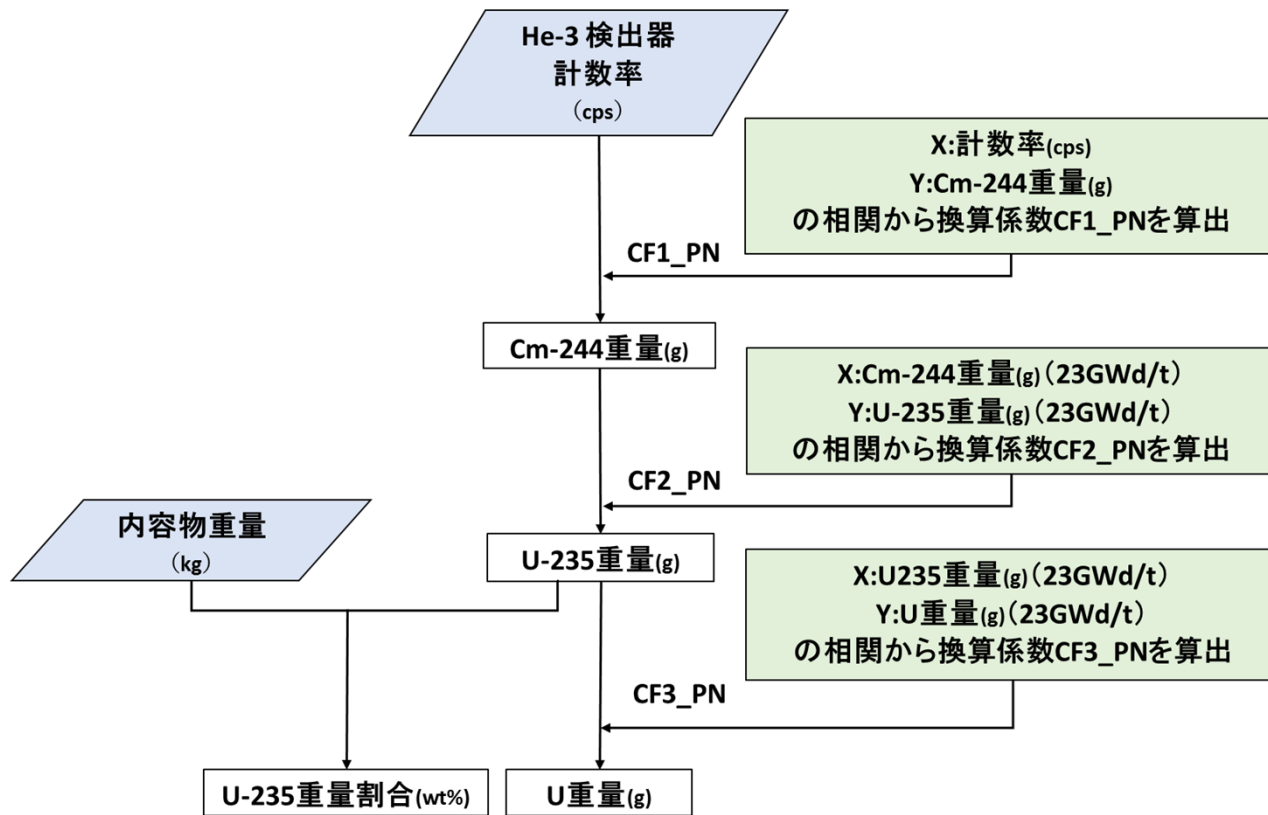 He-3 検出器
計数率
（cps）
X:計数率(cps)
Y:Cm-244重量(g)
の相関から換算係数CF1_PNを算出
CF1_PN
Cm-244重量(g)
X:Cm-244重量(g)（23GWd/t）
Y:U-235重量(g)（23GWd/t）
の相関から換算係数CF2_PNを算出
CF2_PN
内容物重量
（kg）
U-235重量(g)
X:U235重量(g)（23GWd/t）
Y:U重量(g)（23GWd/t）
の相関から換算係数CF3_PNを算出
CF3_PN
U-235重量割合(wt%)
U重量(g)